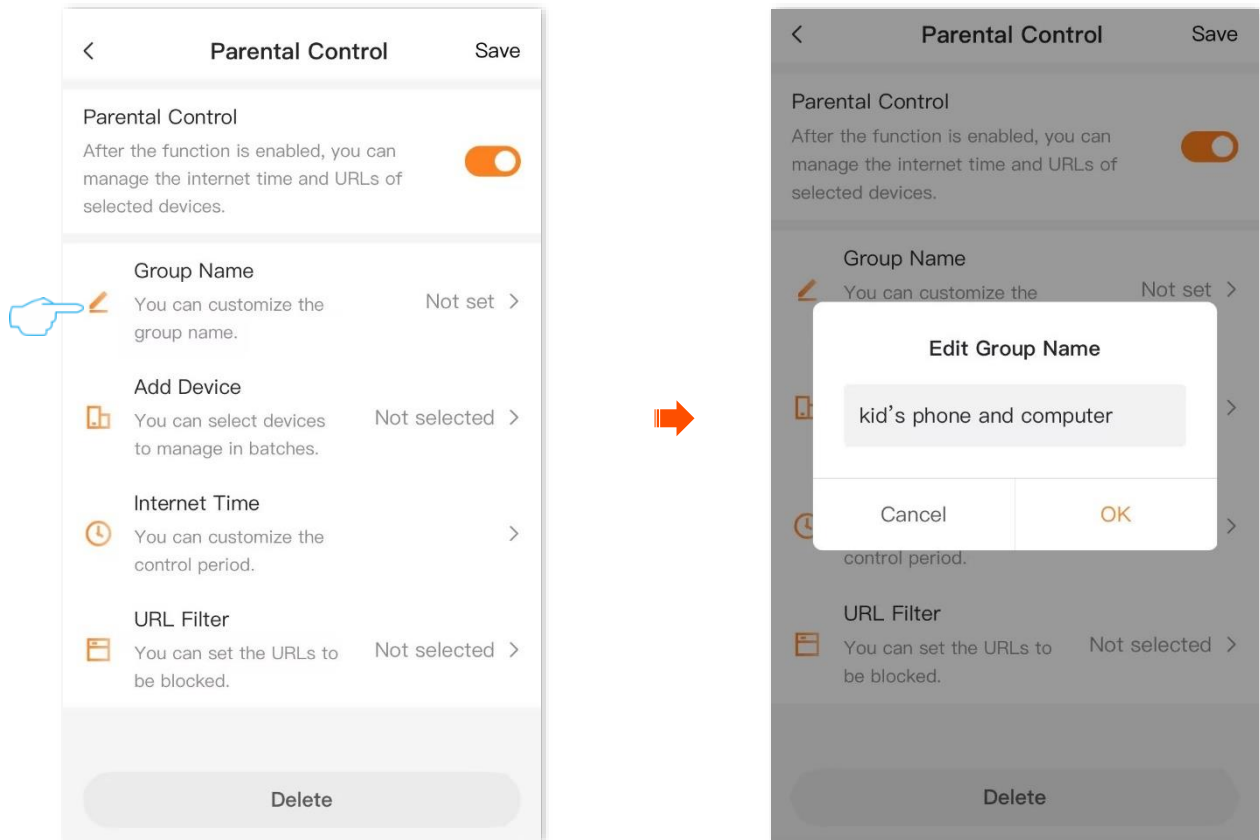 Parental Control Save
Parental Control
After the function is enabled, you can
manage the internet time and URLs of
selected devices.
Group Name
You can customize the
group name.
Not set
Add Device
You can select devices
to manage in batches.
Not selected
Internet Time
You can customize the
control period.
URL Filter
You can set the URLs to
be blocked.
Not selected
Delete
Parental Control Save
Parental Control
After the function is enabled, you can
manage the internet time and URLs of
selected devices.
Group Name
You can customize the
Not set
Edit Group Name
kid's phone and computer
Cancel OK
control period.
URL Filter
You can set the URLs to
be blocked.
Not selected
Delete